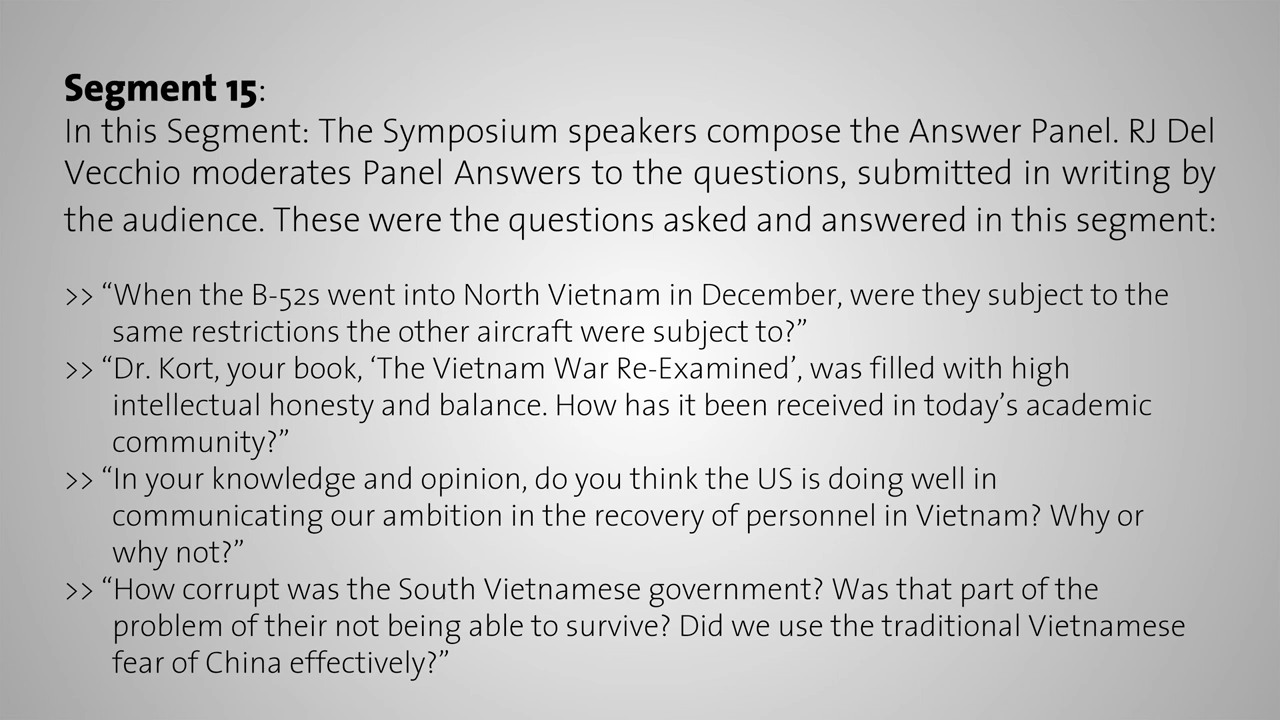 Segment 15:
In this Segment: The Symposium speakers compose the Answer Panel. RJ Del
Vecchio moderates Panel Answers to the questions, submitted in writing by
the audience. These were the questions asked and answered in this segment:
>> “When the B-52s went into North Vietnam in December, were they subject to the
same restrictions the other aircraft were subject to?”
>> “Dr. Kort, your book, ‘The Vietnam War Re-Examined’, was filled with high
intellectual honesty and balance. How has it been received in today’s academic
community?”
>> “In your knowledge and opinion, do you think the US is doing well in
communicating our ambition in the recovery of personnel in Vietnam? Why or
why not?”
>> “How corrupt was the South Vietnamese government? Was that part of the
problem of their not being able to survive? Did we use the traditional Vietnamese
fear of China effectively?”